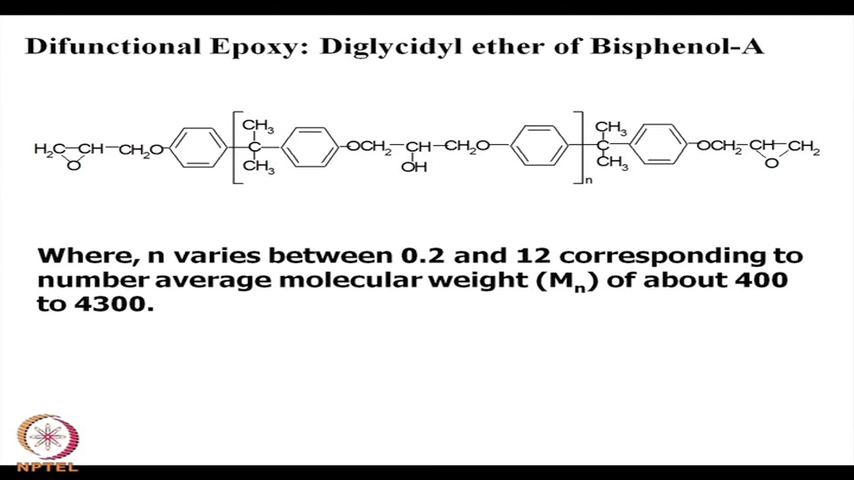 Difunctional Epoxy: Diglycidyl ether of Bisphenol-A
CH3 CH3
H2C CH CH2O C OCH2 CH CH2O C OCH2 CH CH2
O CH3 OH CH3 O
n
Where, n varies between 0.2 and 12 corresponding to
number average molecular weight (Mn) of about 400
to 4300.
NPTEL